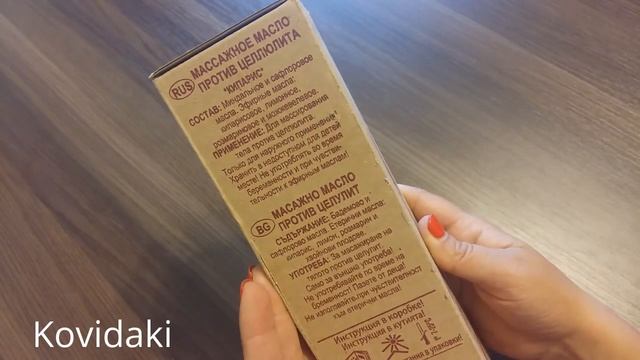 RUS
МАССАЖНОЕ МАСЛО
ПРОТИВ ЦЕЛЛЮЛИТА
"КИПАРИС"
СОСТАВ: Миндальное и сафлоровое
масла. Эфирные масла:
кипарисовое, лимонное,
розмариновое и можжевеловое.
ПРИМЕНЕНИЕ: Для массирования
тела против целлюлита.
Только для наружного применения!
Хранить в недоступном для детей
месте! Не употреблять во время
беременности и при чувстви-
тельности к эфирным маслам!
BG
МАСАЖНО МАСЛО
ПРОТИВ ЦЕЛУЛИТ
СЪДЪРЖАНИЕ: Бадемово и
сафлорово масла. Етерични масла:
кипарис, лимон, розмарин и
хвойнови плодове.
УПОТРЕБА: За масажиране на
тялото против целулит.
Само за външна употреба!
Не употребявайте по време на
бременност! Пазете от деца!
Не използвайте при чувствителност
към етерични масла!
Инструкция в коробке!
Инструкции в кутията!
в упаковки!
Kovidaki